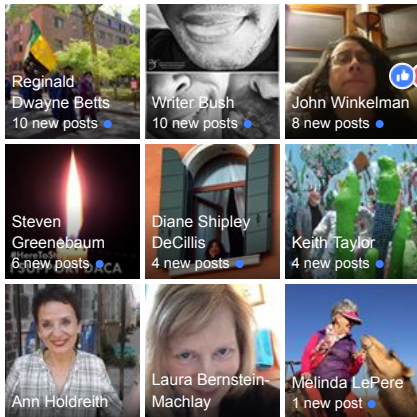 Reginald
Dwayne Betts
10 new posts
Writer Bush
10 new posts
John Winkelman
8 new posts
Steven
Greenebaum
6 new posts
Diane Shipley
DeCillis
4 new posts
Keith Taylor
4 new posts
Ann Holdreith
Laura Bernstein-
Machlay
Melinda LePere
1 new post